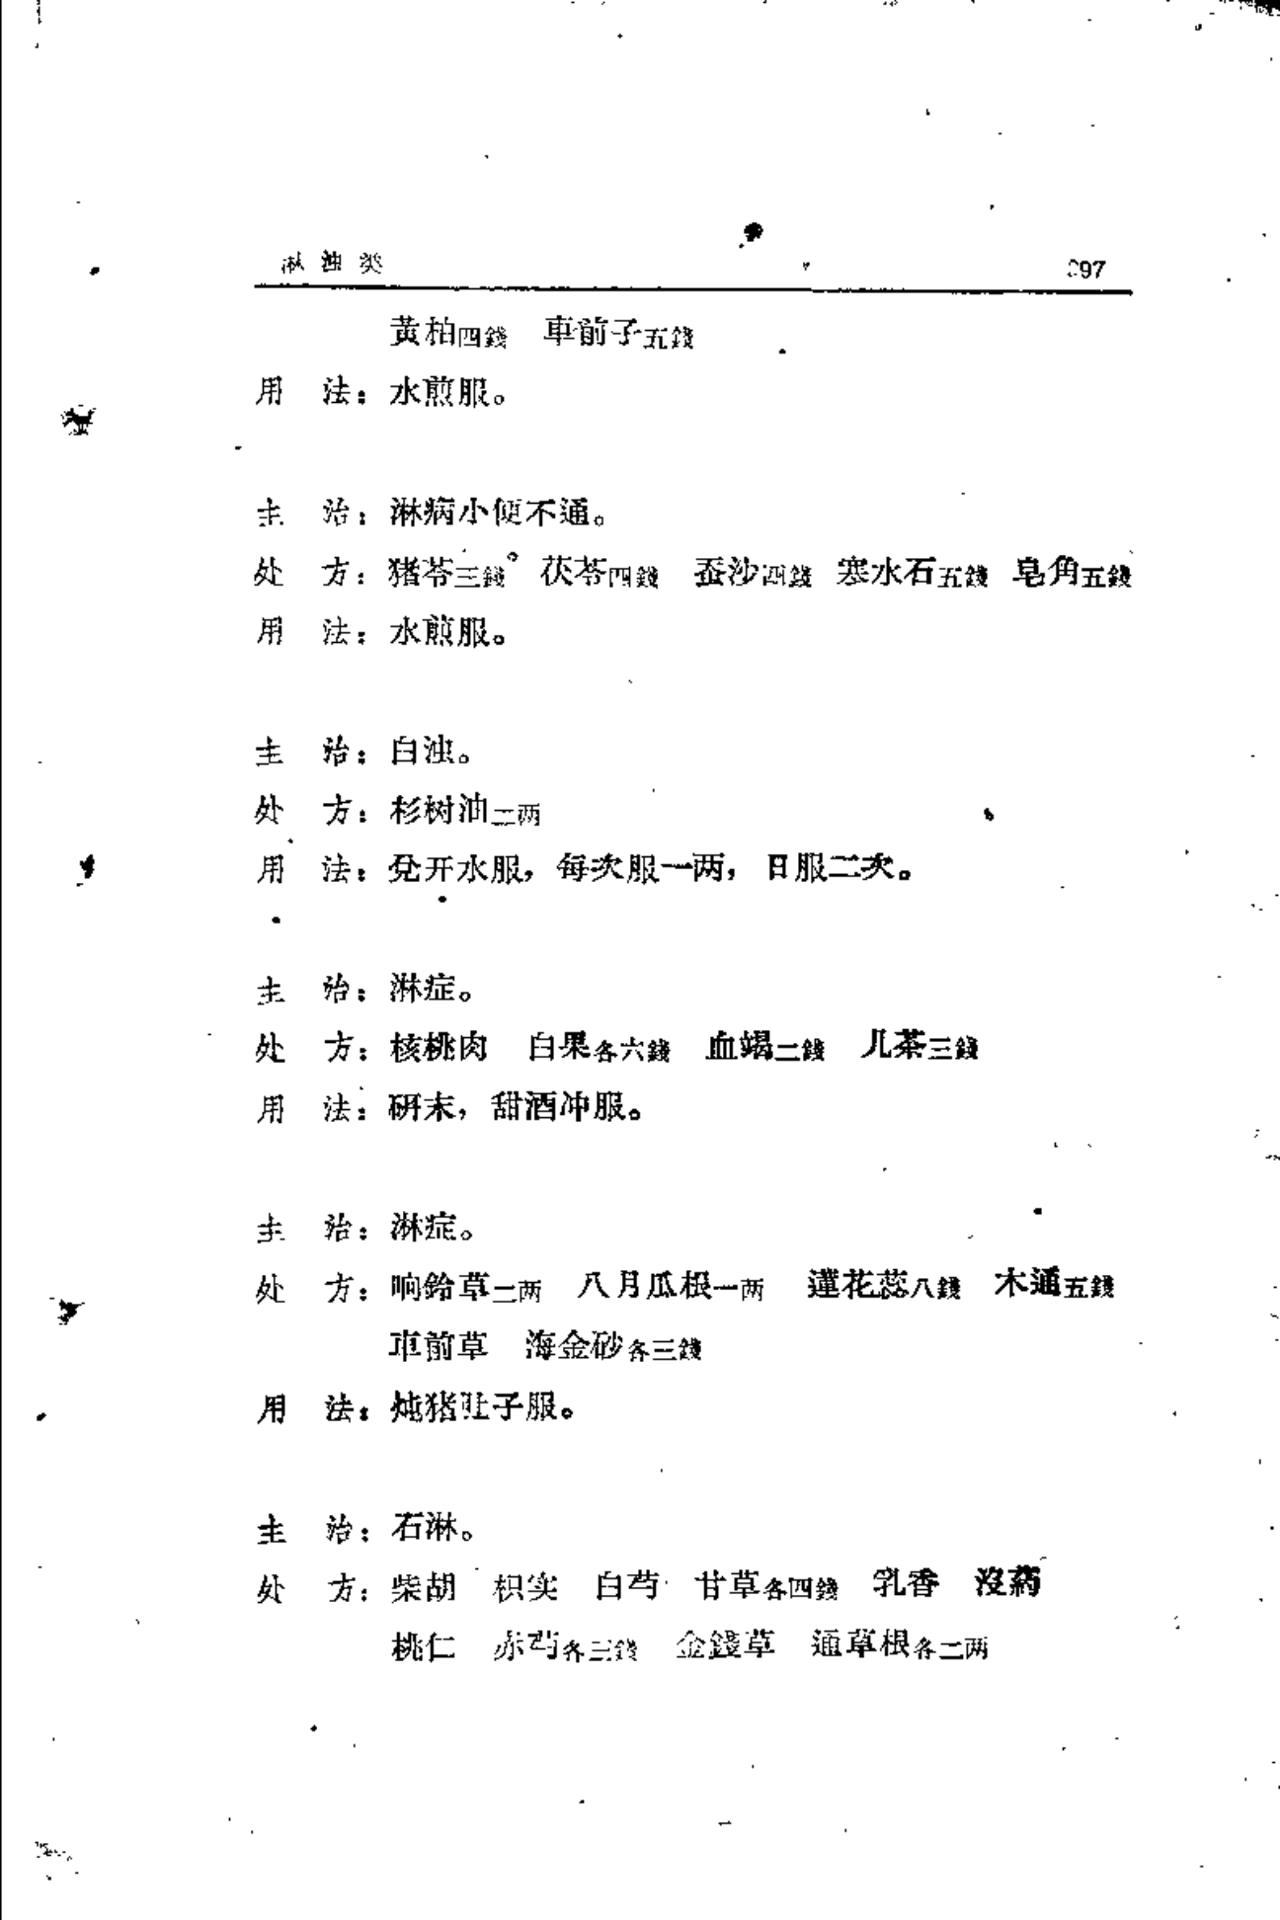 淋浊类 397
黃柏四錢 車前子五錢
用 法：水煎服。
主 治：淋病小便不通。
处 方：猪苓三錢 茯苓四錢 蚕沙四錢 寒水石五錢 皂角五錢
用 法：水煎服。
主 治：白浊。
处 方：杉树油二两
用 法：兑开水服，每次服一两，日服二次。
主 治：淋症。
处 方：核桃肉 白果各六錢 血竭二錢 儿茶三錢
用 法：研末，甜酒冲服。
主 治：淋症。
处 方：响鈴草二两 八月瓜根一两 蓮花蕊八錢 木通五錢
車前草 海金砂各三錢
用 法：炖猪肚子服。
主 治：石淋。
处 方：柴胡 枳实 白芍 甘草各四錢 乳香 沒药
桃仁 赤芍各三錢 金錢草 通草根各二两